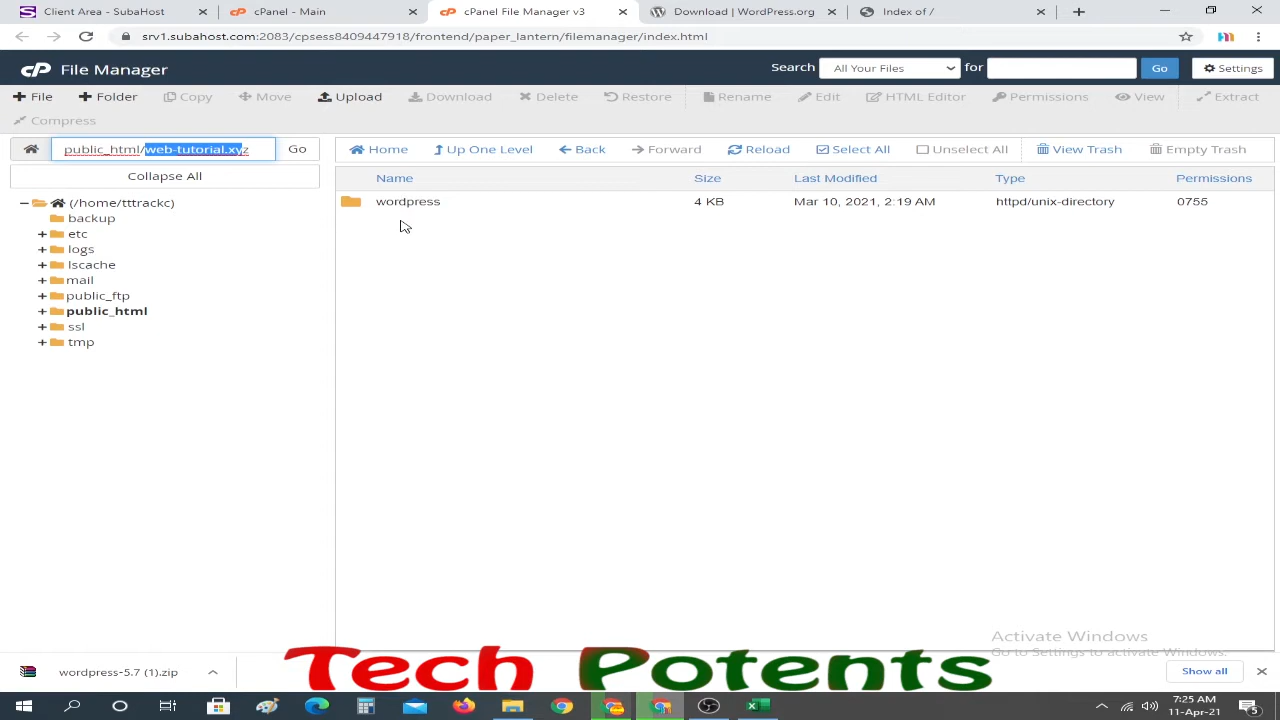 Client Area - SubaHost
cPanel - Main
cPanel File Manager v3
Download | WordPress.org
Index of /
srv1.subahost.com:2083/cpsess8409447918/frontend/paper_lantern/filemanager/index.html
cP File Manager
Search All Your Files for Go Settings
File Folder Copy Move Upload Download Delete Restore Rename Edit HTML Editor Permissions View Extract
Compress
public_html/web-tutorial.xyz Go
Home Up One Level Back Forward Reload Select All Unselect All View Trash Empty Trash
Collapse All
Name Size Last Modified Type Permissions
wordpress 4 KB Mar 10, 2021, 2:19 AM httpd/unix-directory 0755
(/home/tttrackc)
backup
etc
logs
lscache
mail
public_ftp
public_html
ssl
tmp
Activate Windows
Go to Settings to activate Windows.
wordpress-5.7 (1).zip
Tech Potents
Show all
7:25 AM
11-Apr-21
5